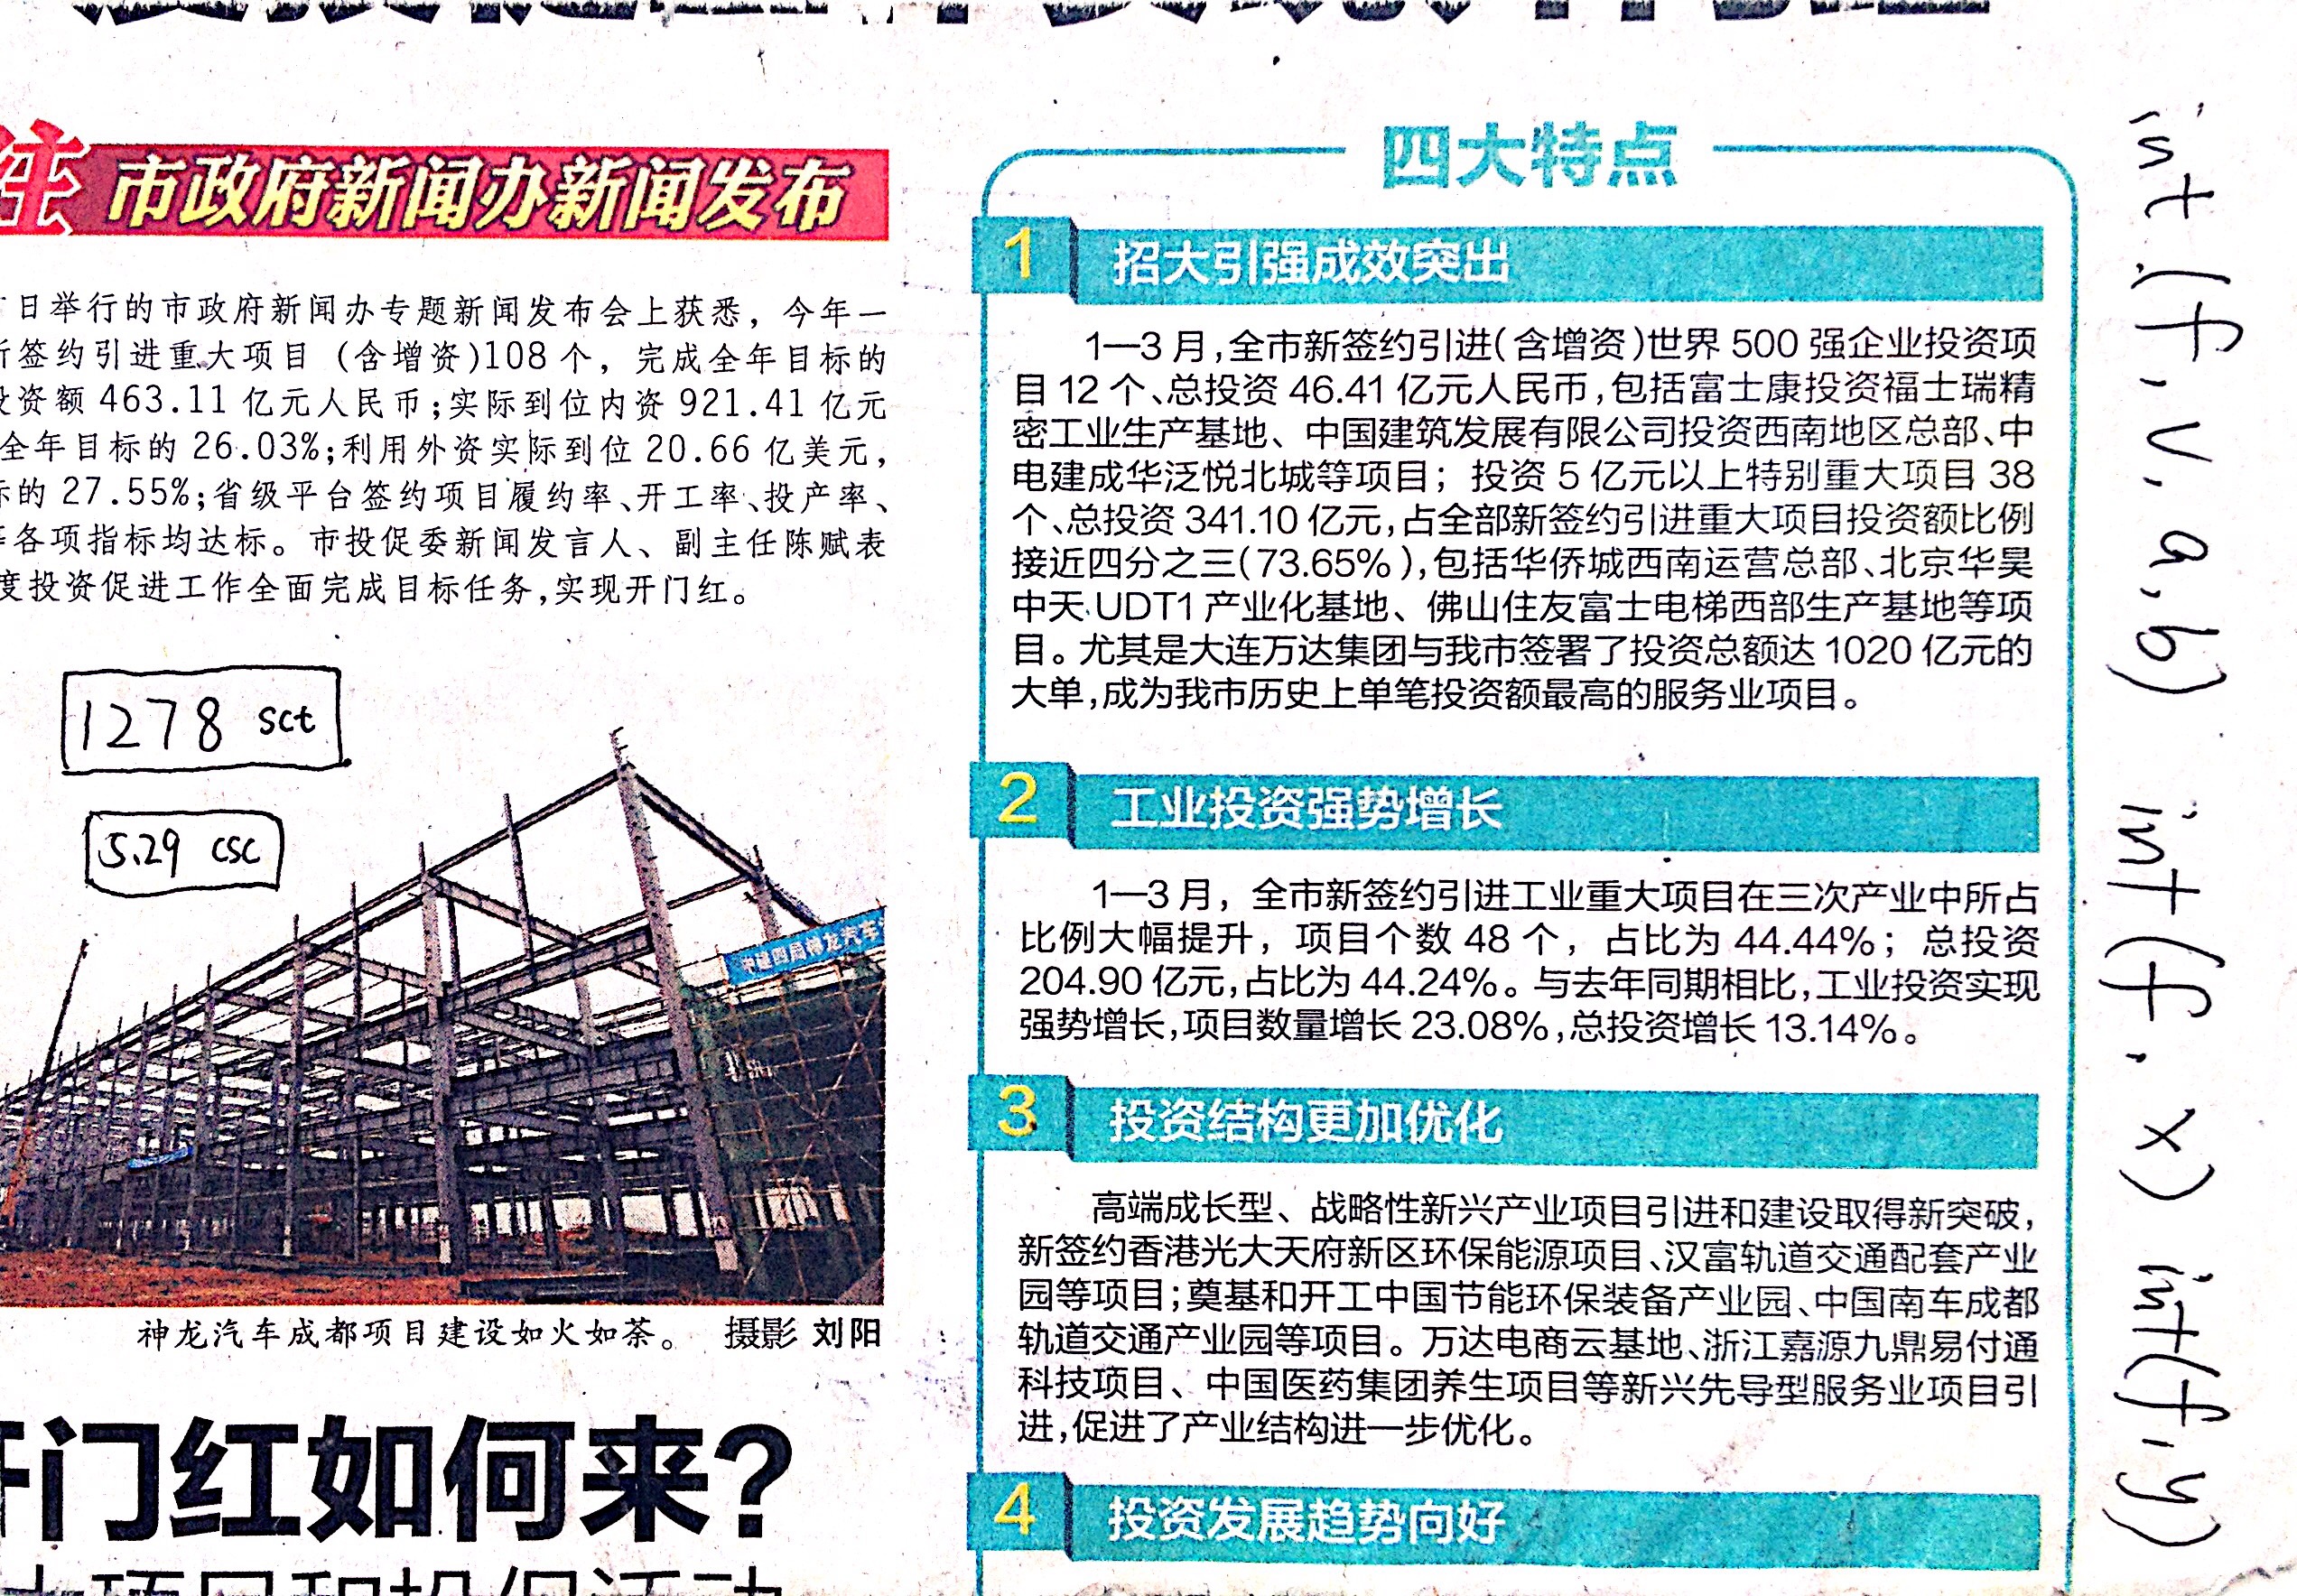 注 市政府新闻办新闻发布
日举行的市政府新闻办专题新闻发布会上获悉，今年一
签约引进重大项目（含增资)108个，完成全年目标的
投资额463.11亿元人民币；实际到位内资921.41亿元
全年目标的26.03%；利用外资实际到位20.66亿美元，
标的27.55%；省级平台签约项目履约率、开工率、投产率、
各项指标均达标。市投促委新闻发言人、副主任陈赋表
度投资促进工作全面完成目标任务，实现开门红。
1278 sct
5.29 csc
中建四局神龙汽车
神龙汽车成都项目建设如火如荼。 摄影 刘阳
开门红如何来？
四大特点
1 招大引强成效突出
1—3月，全市新签约引进(含增资)世界500强企业投资项
目12个、总投资46.41亿元人民币，包括富士康投资福士瑞精
密工业生产基地、中国建筑发展有限公司投资西南地区总部、中
电建成华泛悦北城等项目；投资5亿元以上特别重大项目38
个、总投资341.10亿元，占全部新签约引进重大项目投资额比例
接近四分之三(73.65%)，包括华侨城西南运营总部、北京华昊
中天UDT1产业化基地、佛山住友富士电梯西部生产基地等项
目。尤其是大连万达集团与我市签署了投资总额达1020亿元的
大单，成为我市历史上单笔投资额最高的服务业项目。
2 工业投资强势增长
1—3月，全市新签约引进工业重大项目在三次产业中所占
比例大幅提升，项目个数48个，占比为44.44%；总投资
204.90亿元，占比为44.24%。与去年同期相比，工业投资实现
强势增长，项目数量增长23.08%，总投资增长13.14%。
3 投资结构更加优化
高端成长型、战略性新兴产业项目引进和建设取得新突破，
新签约香港光大天府新区环保能源项目、汉富轨道交通配套产业
园等项目；奠基和开工中国节能环保装备产业园、中国南车成都
轨道交通产业园等项目。万达电商云基地、浙江嘉源九鼎易付通
科技项目、中国医药集团养生项目等新兴先导型服务业项目引
进，促进了产业结构进一步优化。
4 投资发展趋势向好
ist.(f, v, a, b) int(f, x) int(f, y)